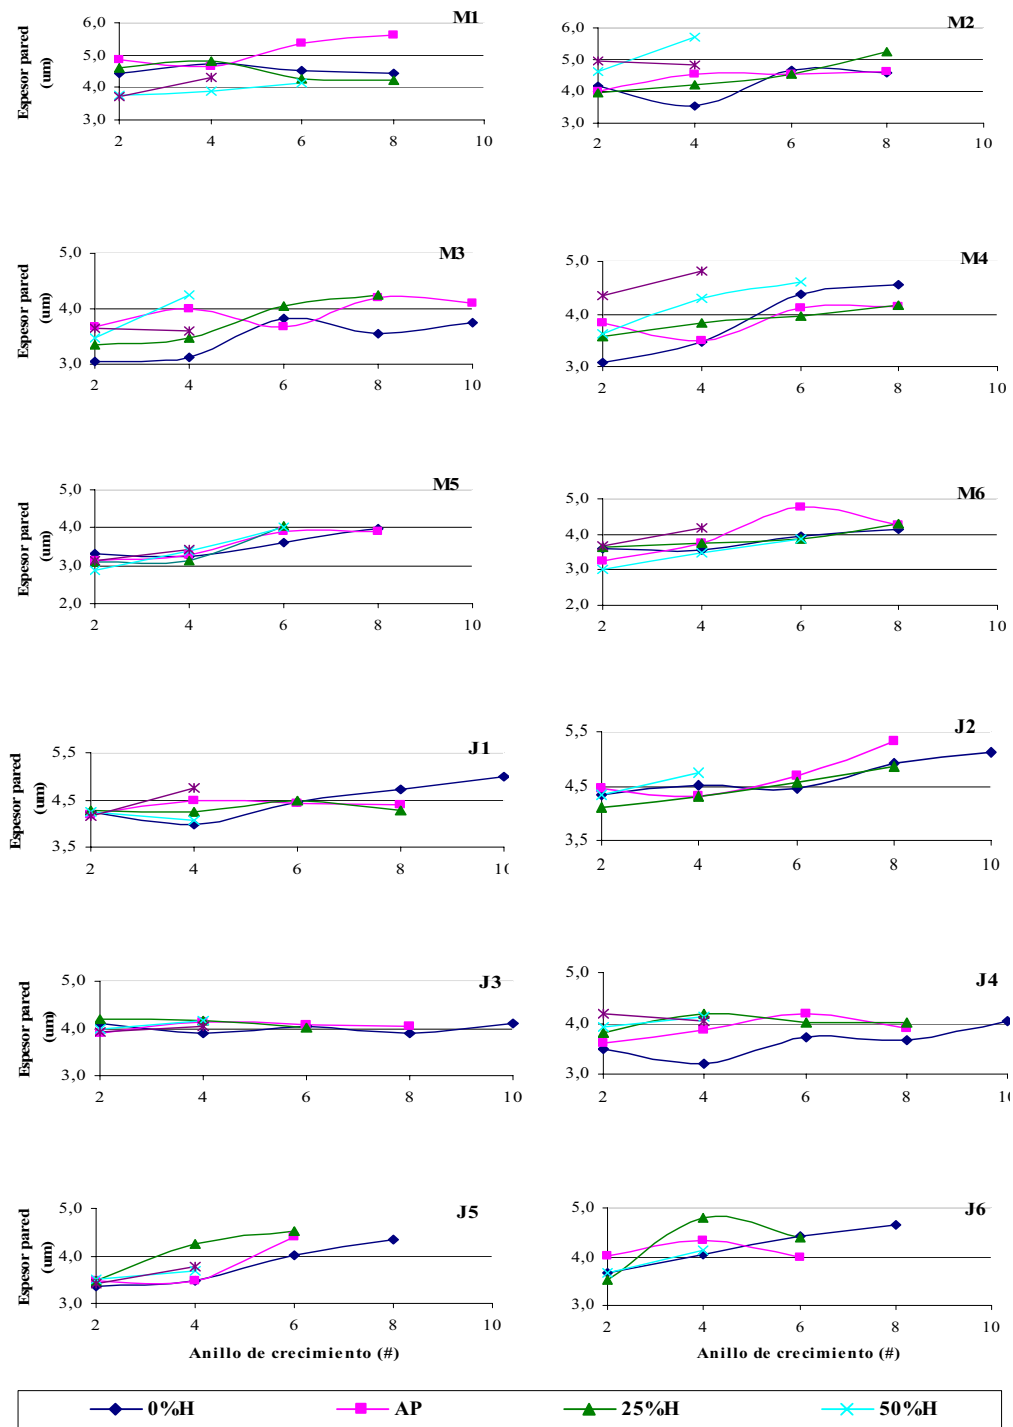 M1
Espesor pared
(um)
6,0
5,0
4,0
3,0
2 4 6 8 10
M2
6,0
5,0
4,0
3,0
2 4 6 8 10
M3
Espesor pared
(um)
5,0
4,0
3,0
2 4 6 8 10
M4
5,0
4,0
3,0
2 4 6 8 10
M5
Espesor pared
(um)
5,0
4,0
3,0
2,0
2 4 6 8 10
M6
5,0
4,0
3,0
2,0
2 4 6 8 10
J1
Espesor pared
(um)
5,5
4,5
3,5
2 4 6 8 10
J2
5,5
4,5
3,5
2 4 6 8 10
J3
Espesor pared
(um)
5,0
4,0
3,0
2 4 6 8 10
J4
5,0
4,0
3,0
2 4 6 8 10
J5
Espesor pared
(um)
5,0
4,0
3,0
2 4 6 8 10
Anillo de crecimiento (#)
J6
5,0
4,0
3,0
2 4 6 8 10
Anillo de crecimiento (#)
0%H AP 25%H 50%H